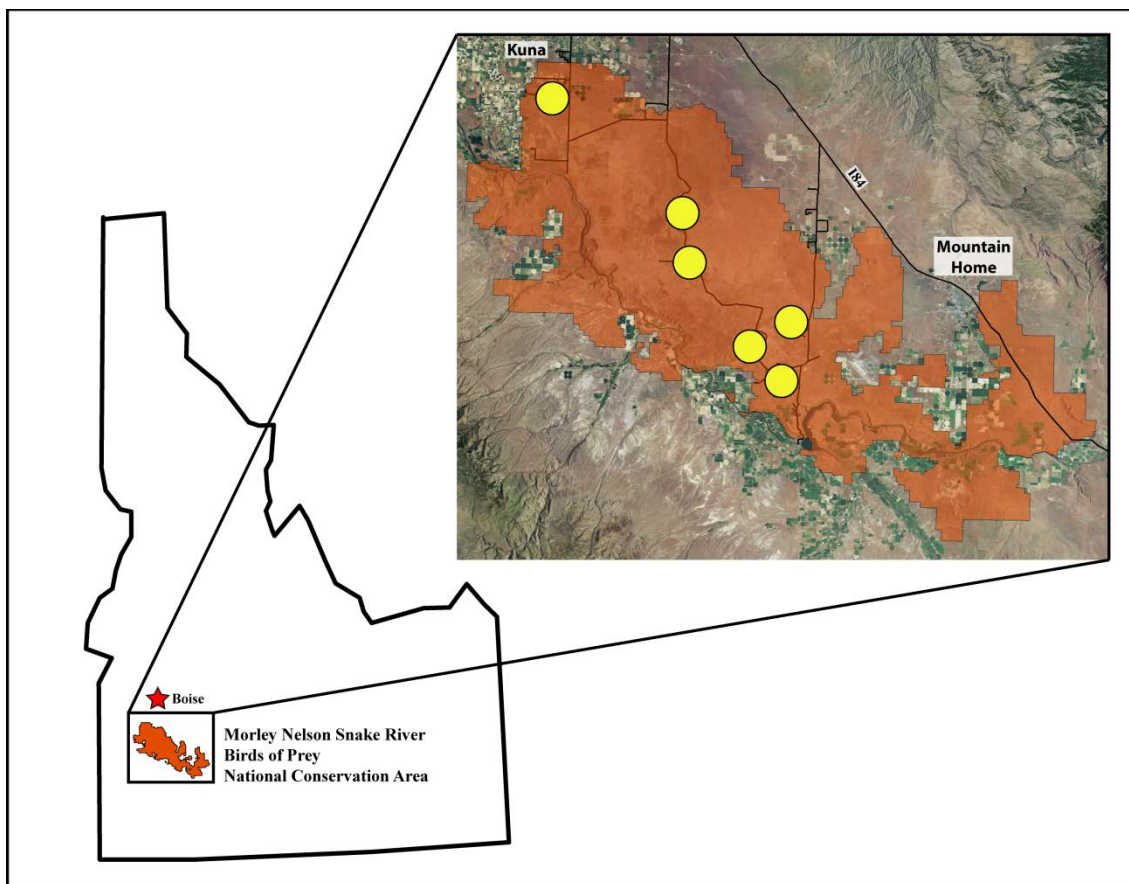 Kuna
I84
Mountain
Home
Boise
Morley Nelson Snake River
Birds of Prey
National Conservation Area